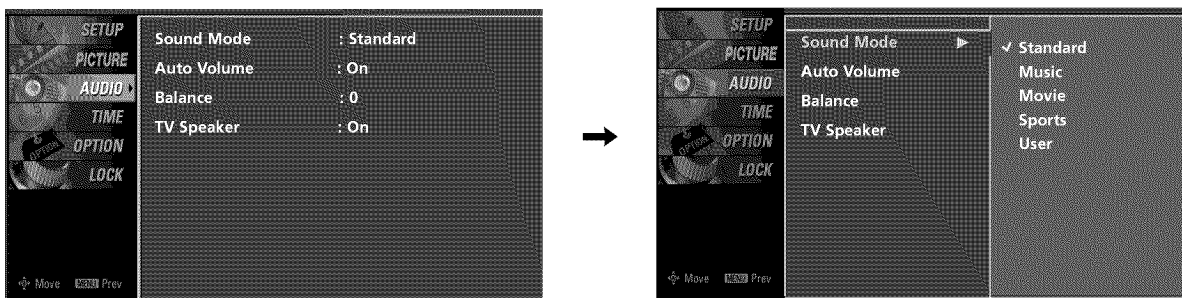 SETUP
PICTURE
AUDIO
TIME
OPTION
LOCK
OPTION
Move MENU Prev
Sound Mode : Standard
Auto Volume : On
Balance : 0
TV Speaker : On
SETUP
PICTURE
AUDIO
TIME
OPTION
LOCK
OPTION
Move MENU Prev
Sound Mode
Auto Volume
Balance
TV Speaker
✓ Standard
Music
Movie
Sports
User